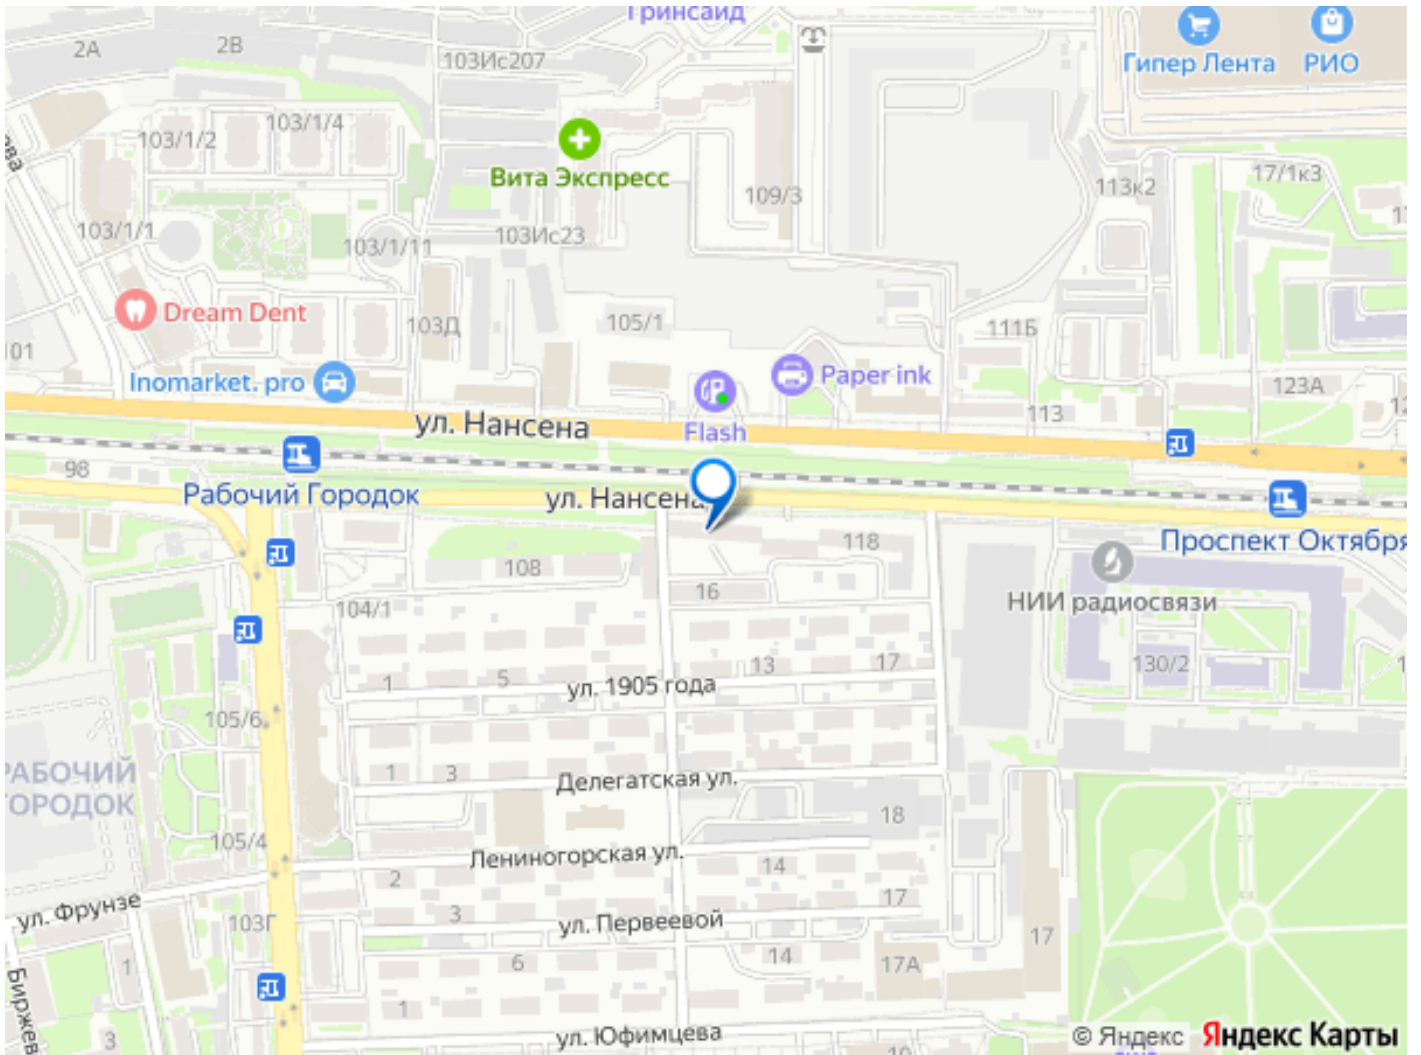 Гринсайд
2А
2В
103Ис207
Гипер Лента
РИО
103/1/2
103/1/4
Вита Экспресс
109/3
113к2
17/1к3
103/1/1
103/1/11
103Ис23
Dream Dent
103Д
105/1
111Б
101
Inomarket. pro
Paper ink
123А
113
ул. Нансена
Flash
98
Рабочий Городок
ул. Нансена
118
Проспект Октября
108
16
104/1
НИИ радиосвязи
13
17
130/2
1
5
ул. 1905 года
105/6
РАБОЧИЙ
ГОРОДОК
1
3
Делегатская ул.
18
105/4
Лениногорская ул.
14
2
ул. Фрунзе
103Г
3
ул. Первеевой
17
17
1
6
14
17А
Биржев
1
3
ул. Юфимцева
10
© Яндекс Яндекс Карты